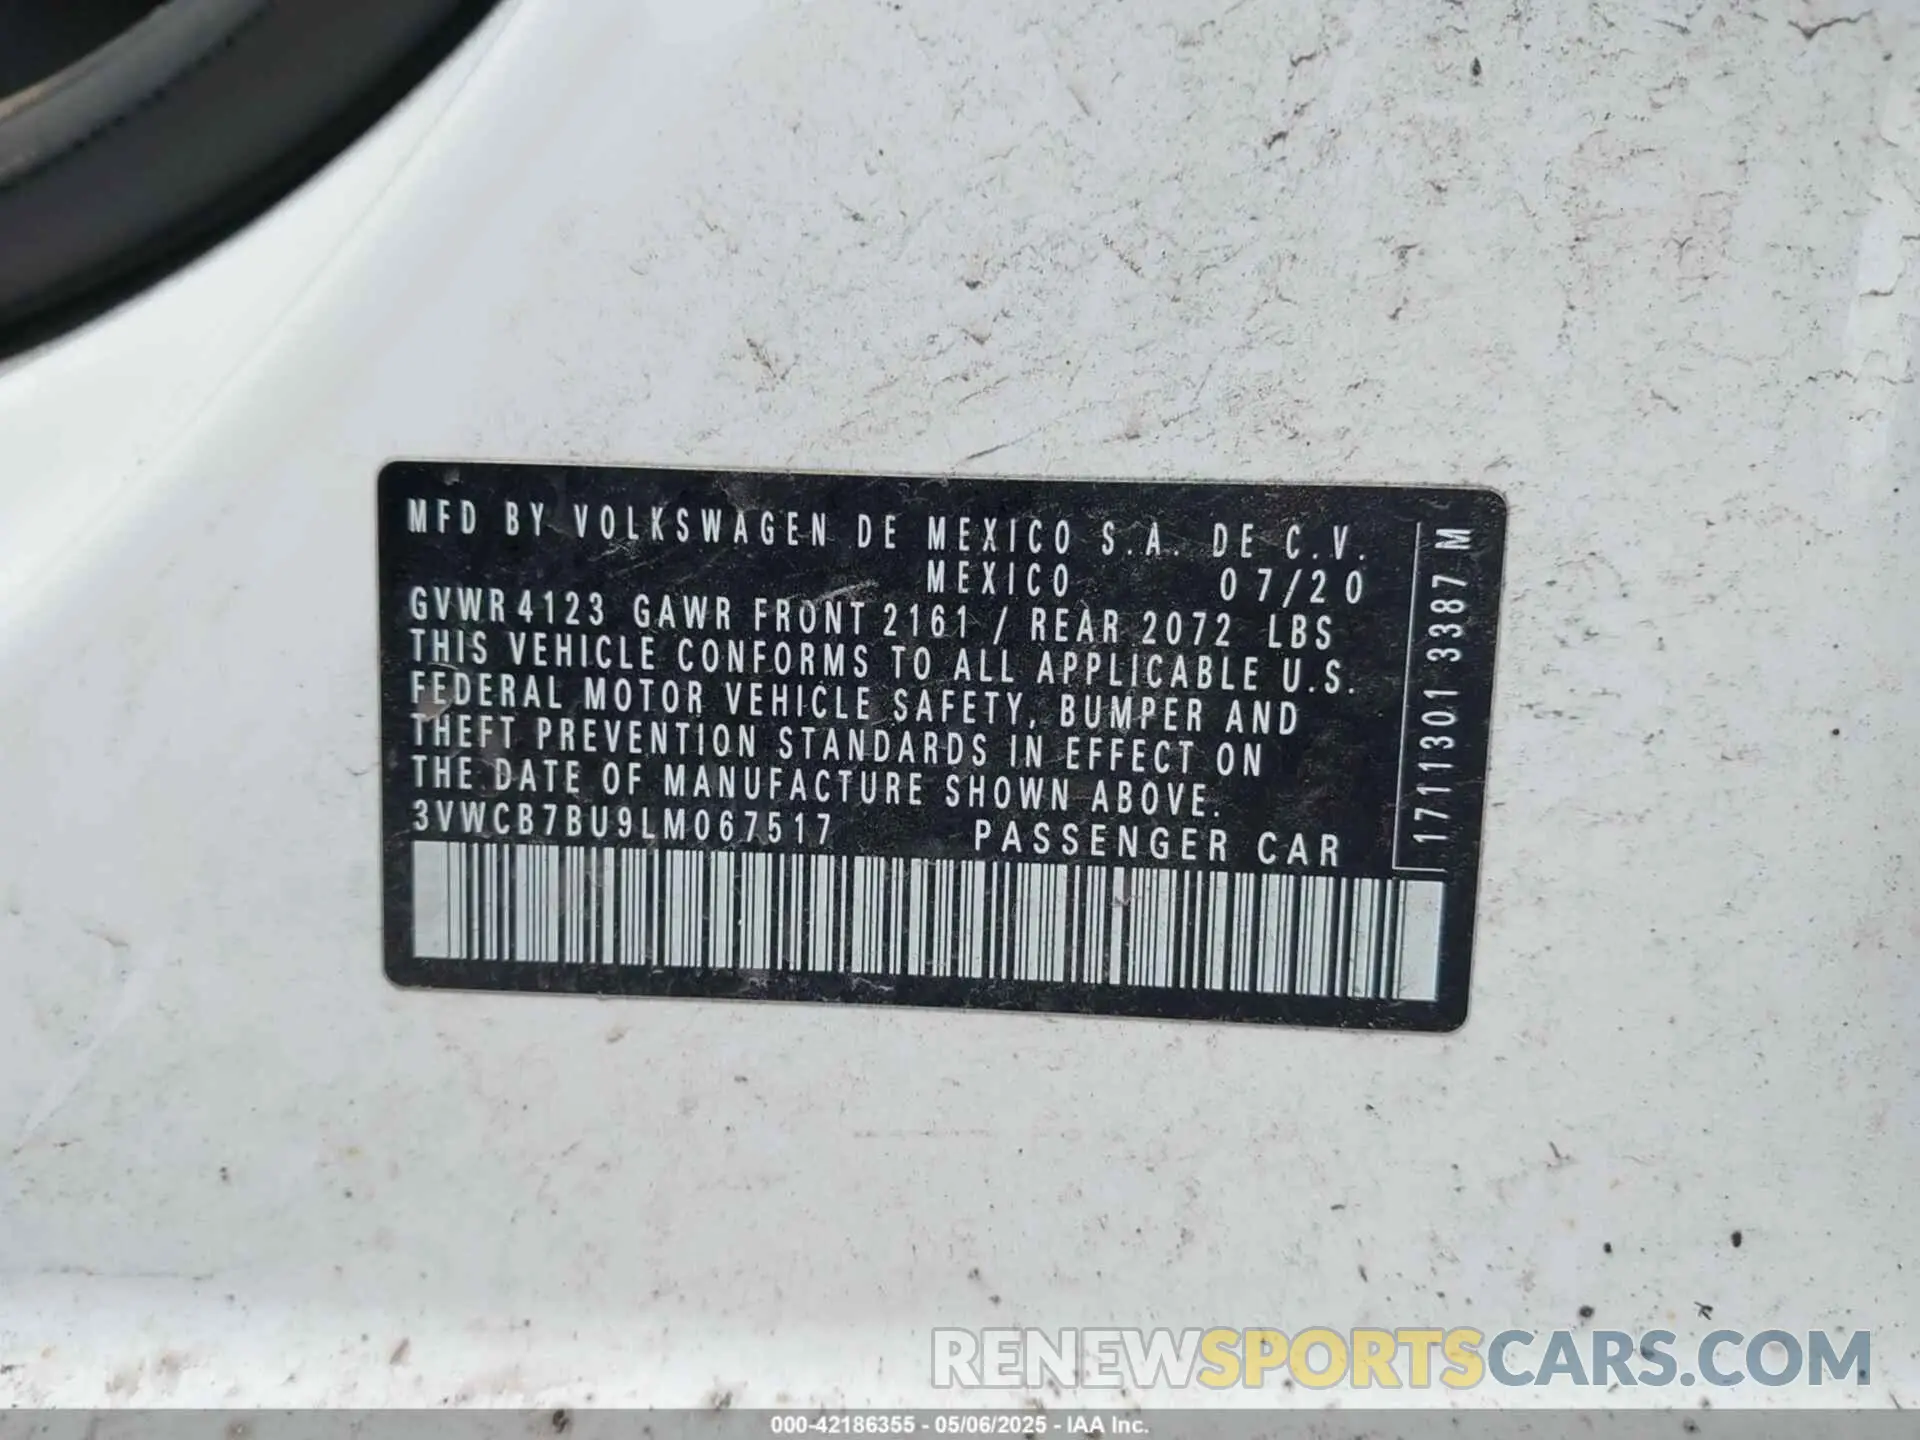 MFD BY VOLKSWAGEN DE MEXICO S.A. DE C.V.
MEXICO 07/20
GVWR 4123 GAWR FRONT 2161 / REAR 2072 LBS
THIS VEHICLE CONFORMS TO ALL APPLICABLE U.S.
FEDERAL MOTOR VEHICLE SAFETY, BUMPER AND
THEFT PREVENTION STANDARDS IN EFFECT ON
THE DATE OF MANUFACTURE SHOWN ABOVE.
3VWCB7BU9LM067517 PASSENGER CAR
1711301 3387 M
RENEWSPORTSCARS.COM
000-42186355 - 05/06/2025 - IAA Inc.